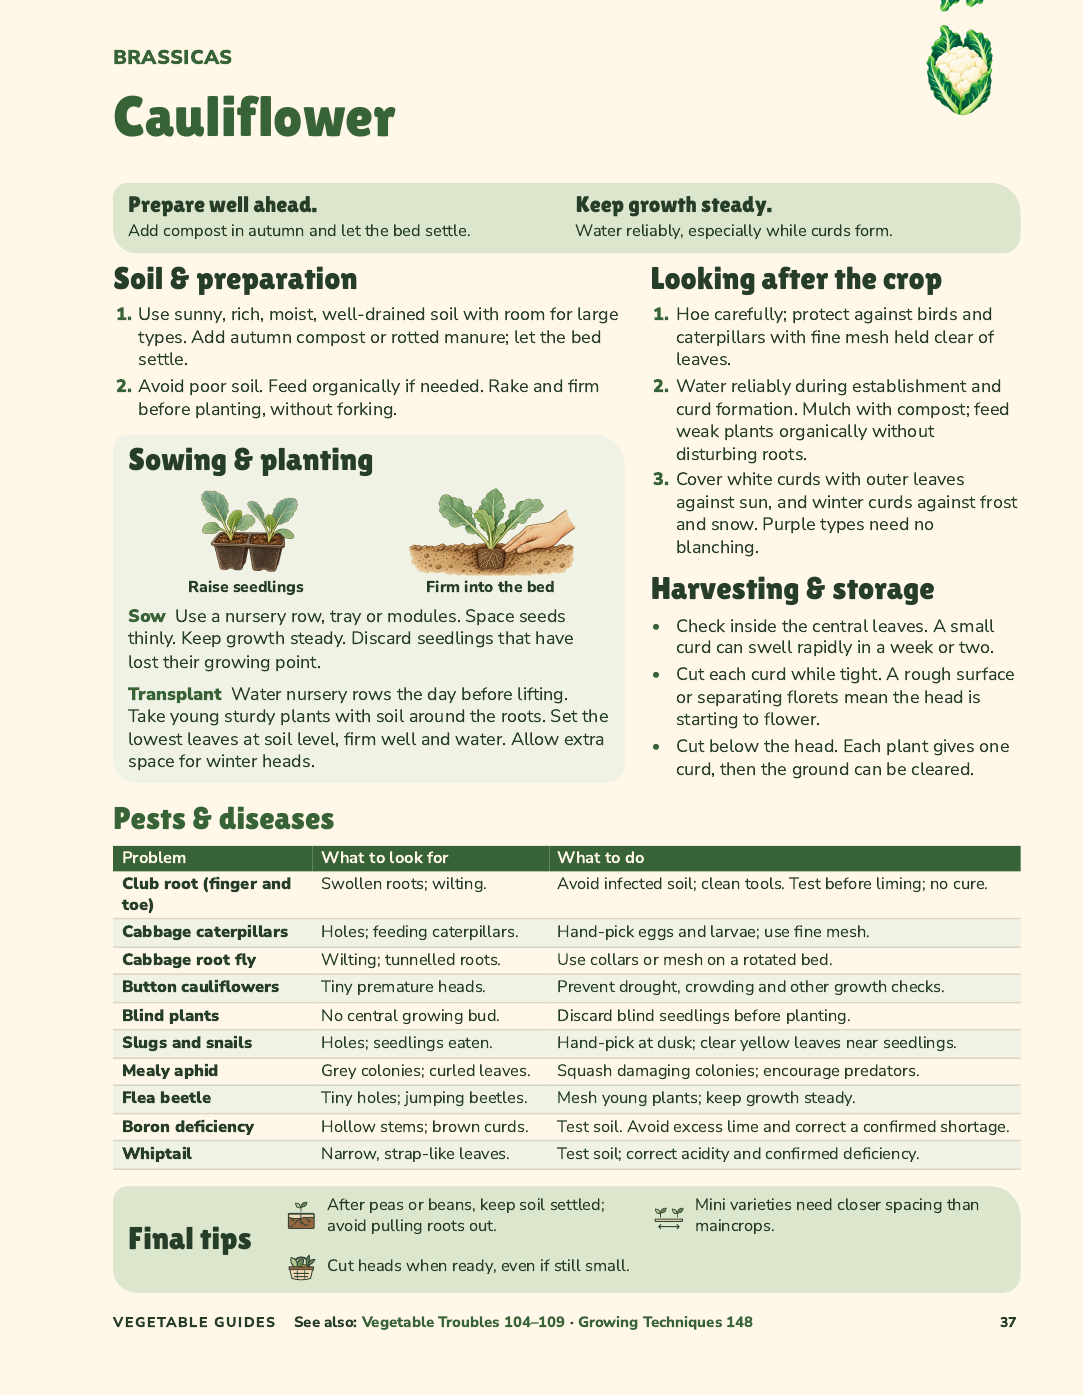 BRASSICAS
Cauliflower
Prepare well ahead.
Add compost in autumn and let the bed settle.
Keep growth steady.
Water reliably, especially while curds form.
Soil & preparation
1. Use sunny, rich, moist, well-drained soil with room for large
types. Add autumn compost or rotted manure; let the bed
settle.
2. Avoid poor soil. Feed organically if needed. Rake and firm
before planting, without forking.
Sowing & planting
Raise seedlings
Firm into the bed
Sow Use a nursery row, tray or modules. Space seeds
thinly. Keep growth steady. Discard seedlings that have
lost their growing point.
Transplant Water nursery rows the day before lifting.
Take young sturdy plants with soil around the roots. Set the
lowest leaves at soil level, firm well and water. Allow extra
space for winter heads.
Looking after the crop
1. Hoe carefully; protect against birds and
caterpillars with fine mesh held clear of
leaves.
2. Water reliably during establishment and
curd formation. Mulch with compost; feed
weak plants organically without
disturbing roots.
3. Cover white curds with outer leaves
against sun, and winter curds against frost
and snow. Purple types need no
blanching.
Harvesting & storage
• Check inside the central leaves. A small
curd can swell rapidly in a week or two.
• Cut each curd while tight. A rough surface
or separating florets mean the head is
starting to flower.
• Cut below the head. Each plant gives one
curd, then the ground can be cleared.
Pests & diseases
Problem What to look for What to do
Club root (finger and Swollen roots; wilting. Avoid infected soil; clean tools. Test before liming; no cure.
toe)
Cabbage caterpillars Holes; feeding caterpillars. Hand-pick eggs and larvae; use fine mesh.
Cabbage root fly Wilting; tunnelled roots. Use collars or mesh on a rotated bed.
Button cauliflowers Tiny premature heads. Prevent drought, crowding and other growth checks.
Blind plants No central growing bud. Discard blind seedlings before planting.
Slugs and snails Holes; seedlings eaten. Hand-pick at dusk; clear yellow leaves near seedlings.
Mealy aphid Grey colonies; curled leaves. Squash damaging colonies; encourage predators.
Flea beetle Tiny holes; jumping beetles. Mesh young plants; keep growth steady.
Boron deficiency Hollow stems; brown curds. Test soil. Avoid excess lime and correct a confirmed shortage.
Whiptail Narrow, strap-like leaves. Test soil; correct acidity and confirmed deficiency.
Final tips
After peas or beans, keep soil settled;
avoid pulling roots out.
Mini varieties need closer spacing than
maincrops.
Cut heads when ready, even if still small.
VEGETABLE GUIDES See also: Vegetable Troubles 104–109 · Growing Techniques 148 37